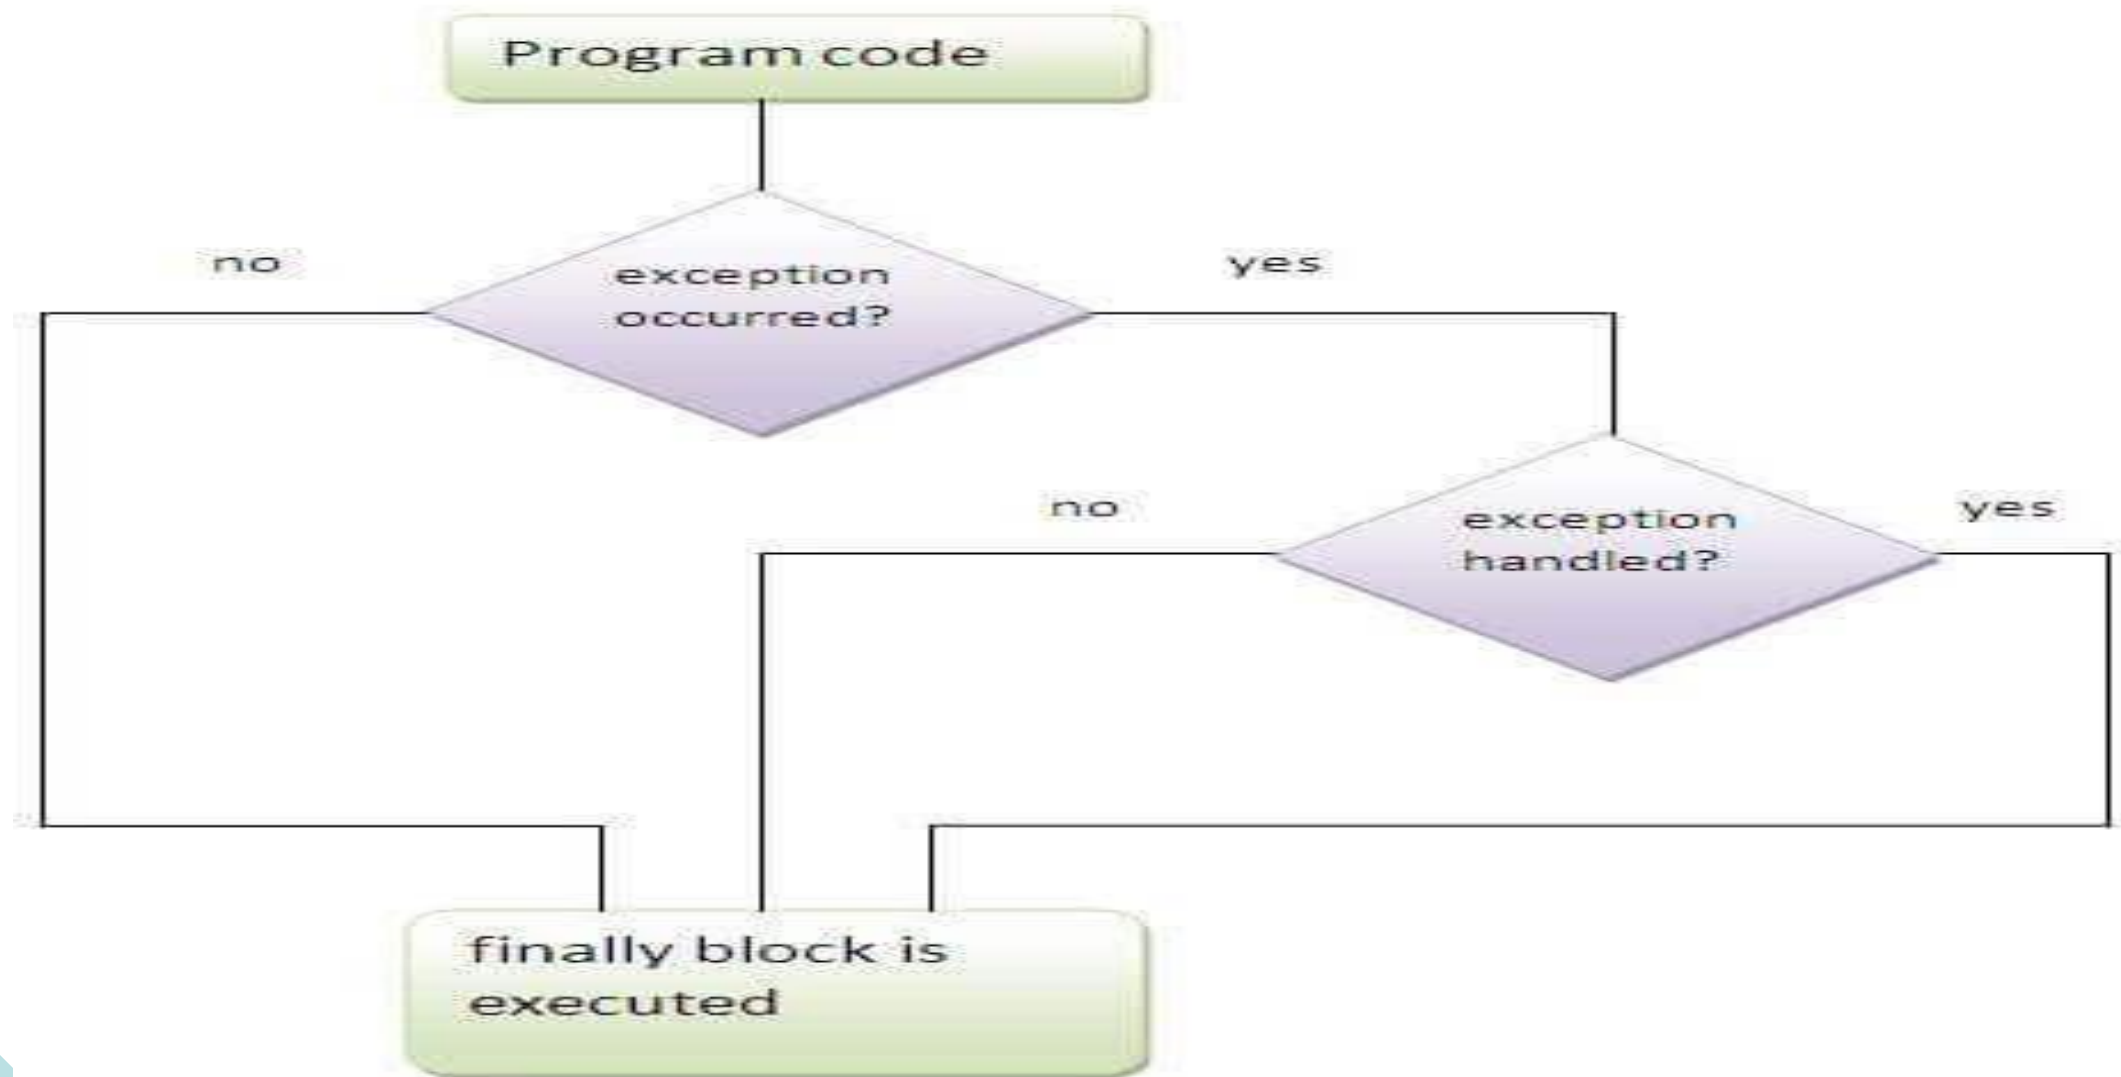 Program code
no
exception
occurred?
yes
no
exception
handled?
yes
finally block is
executed